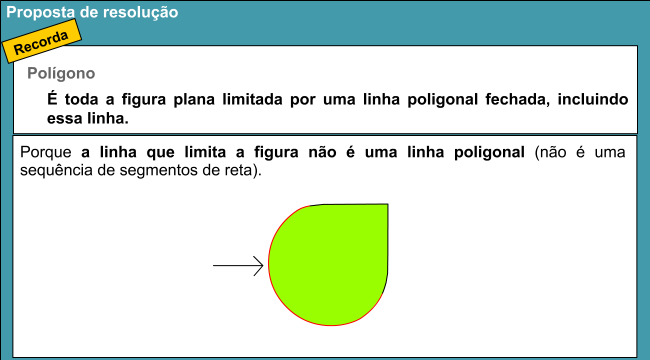 Proposta de resolução
Recorda
Polígono
É toda a figura plana limitada por uma linha poligonal fechada, incluindo
essa linha.
Porque a linha que limita a figura não é uma linha poligonal (não é uma
sequência de segmentos de reta).